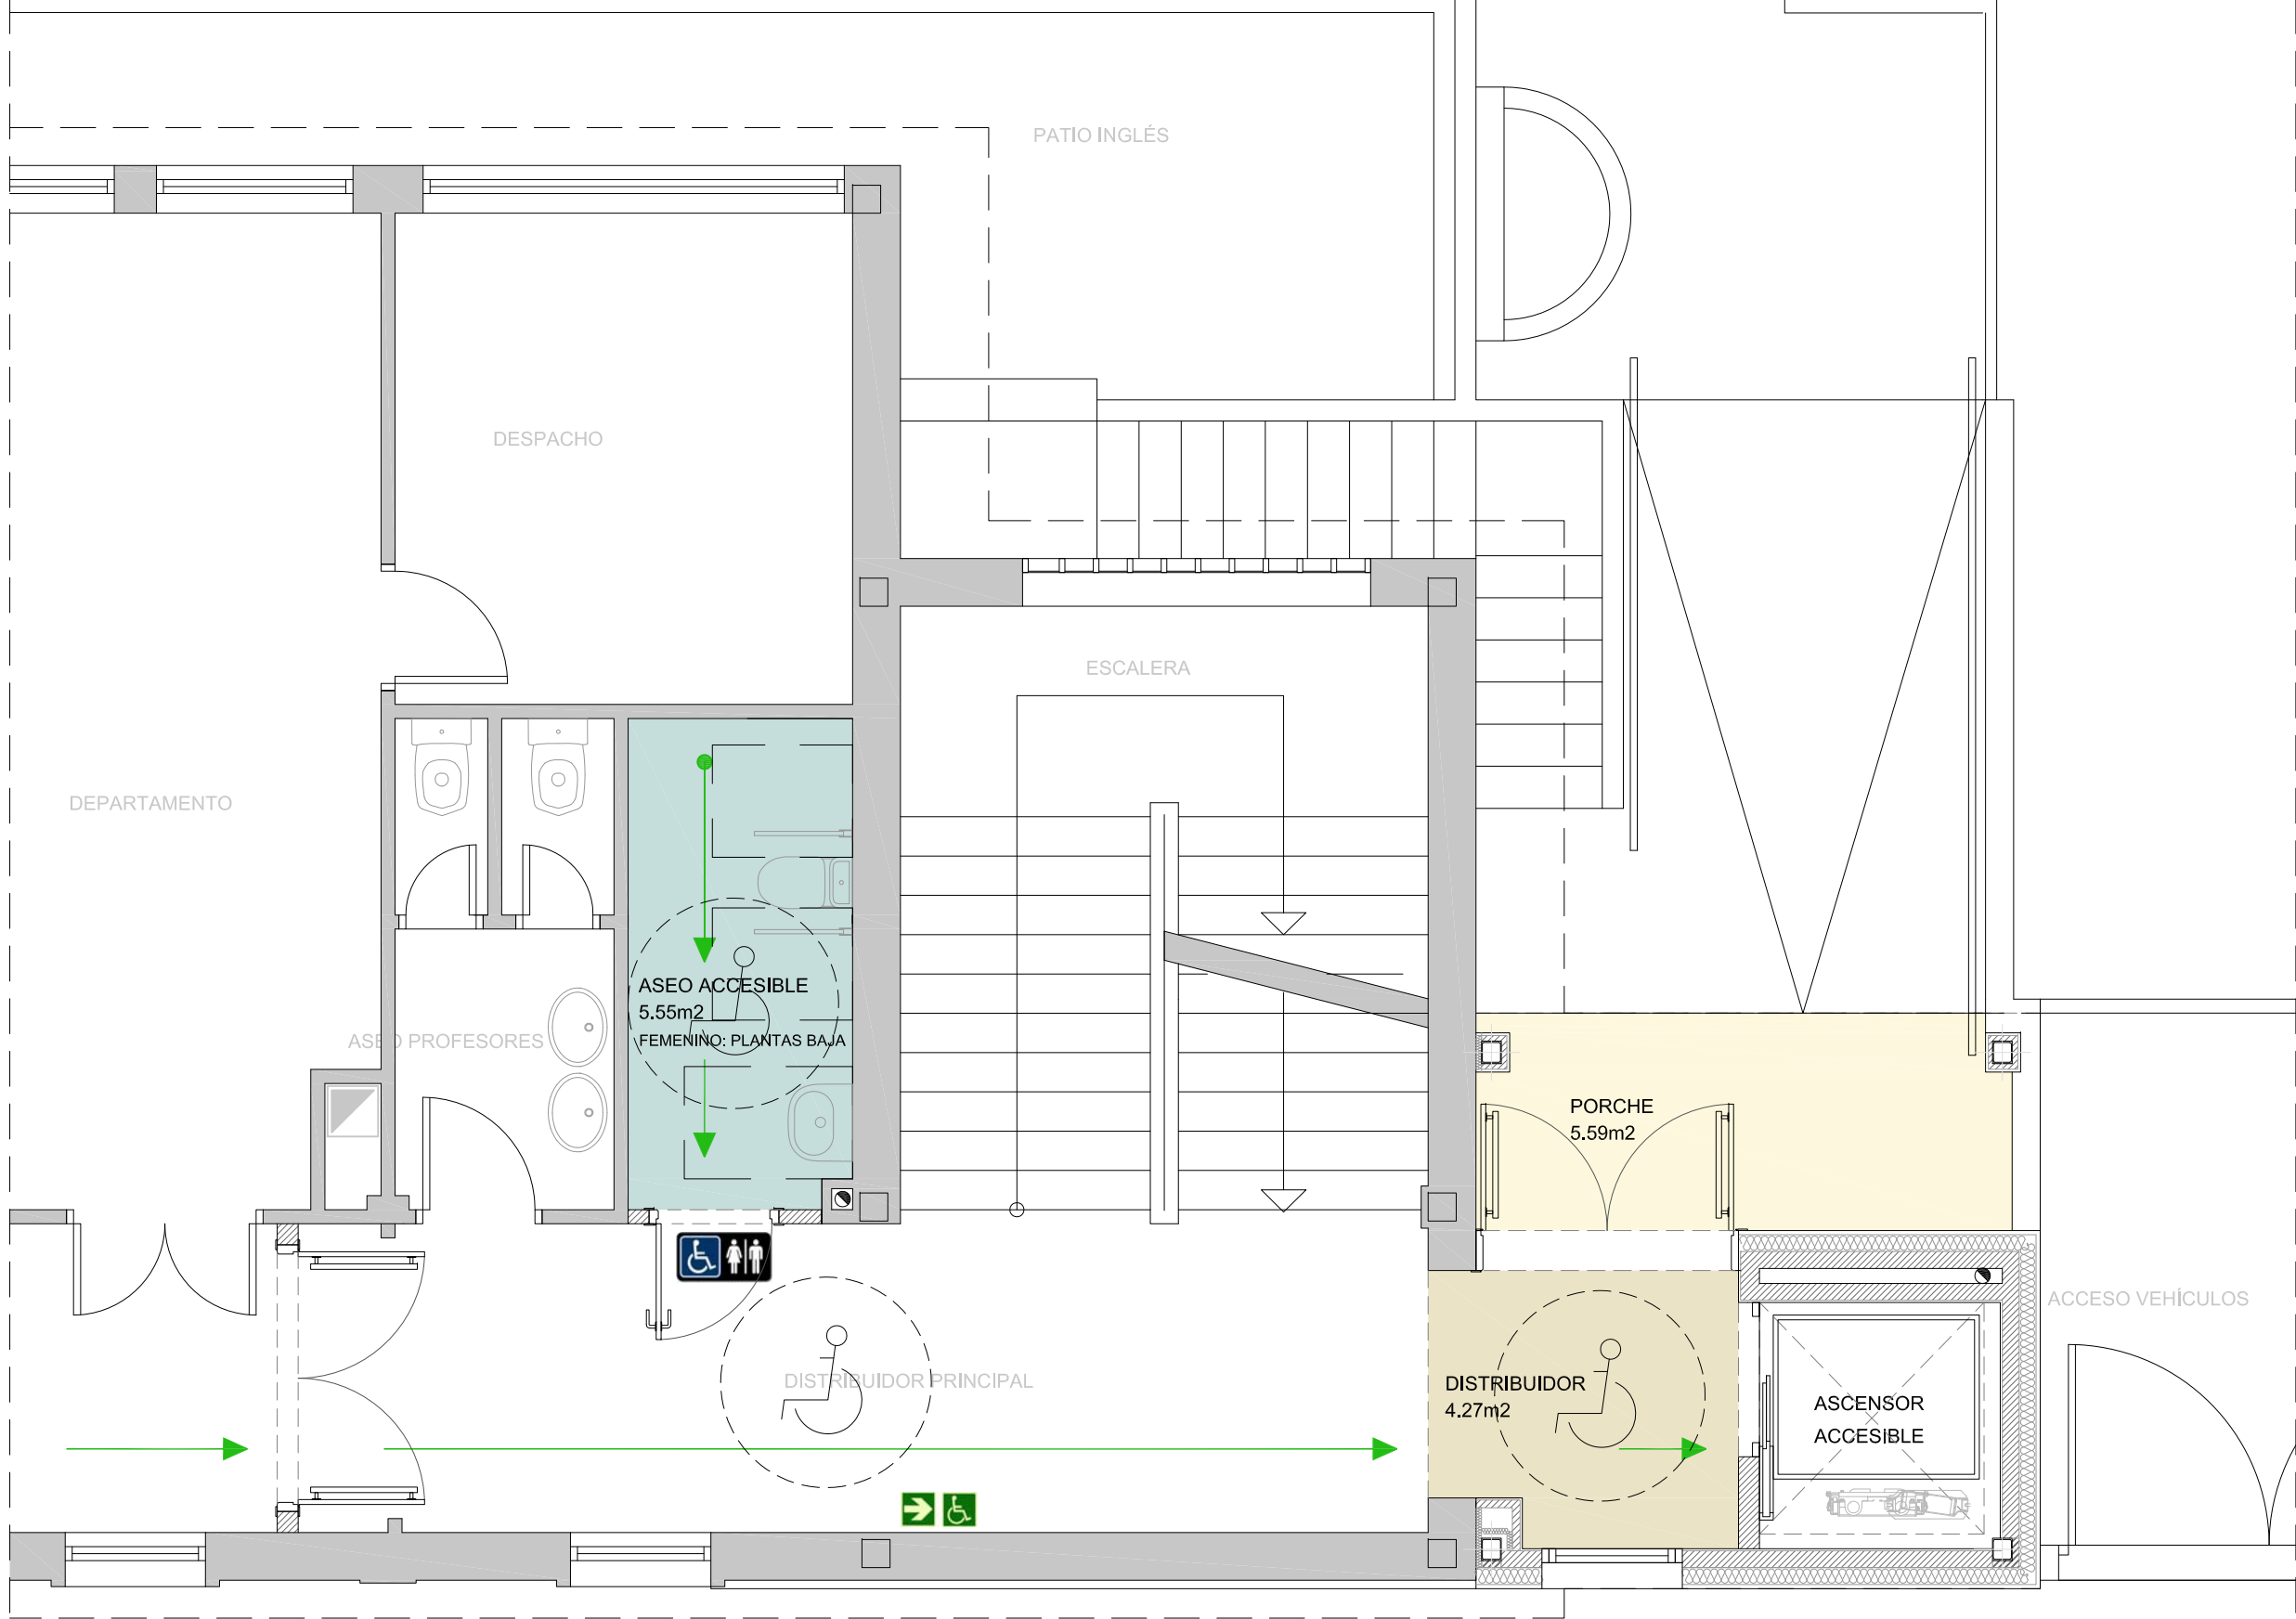 PATIO INGLÉS
DESPACHO
ESCALERA
DEPARTAMENTO
ASEO ACCESIBLE
5.55m2
FEMENINO: PLANTAS BAJA
ASEO PROFESORES
PORCHE
5.59m2
ACCESO VEHÍCULOS
DISTRIBUIDOR PRINCIPAL
DISTRIBUIDOR
4.27m2
ASCENSOR
ACCESIBLE